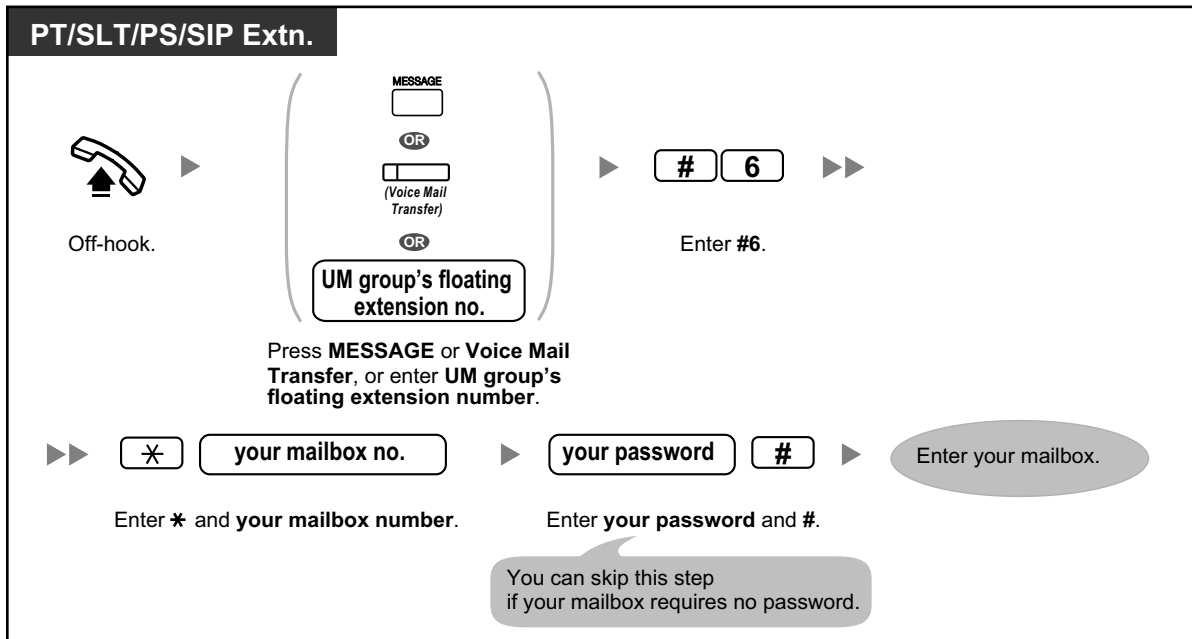 PT/SLT/PS/SIP Extn.
MESSAGE
OR
(Voice Mail
Transfer)
OR
UM group's floating
extension no.
# 6
Off-hook.
Press MESSAGE or Voice Mail
Transfer, or enter UM group's
floating extension number.
Enter #6.
* your mailbox no.
your password #
Enter your mailbox.
Enter * and your mailbox number.
Enter your password and #.
You can skip this step
if your mailbox requires no password.